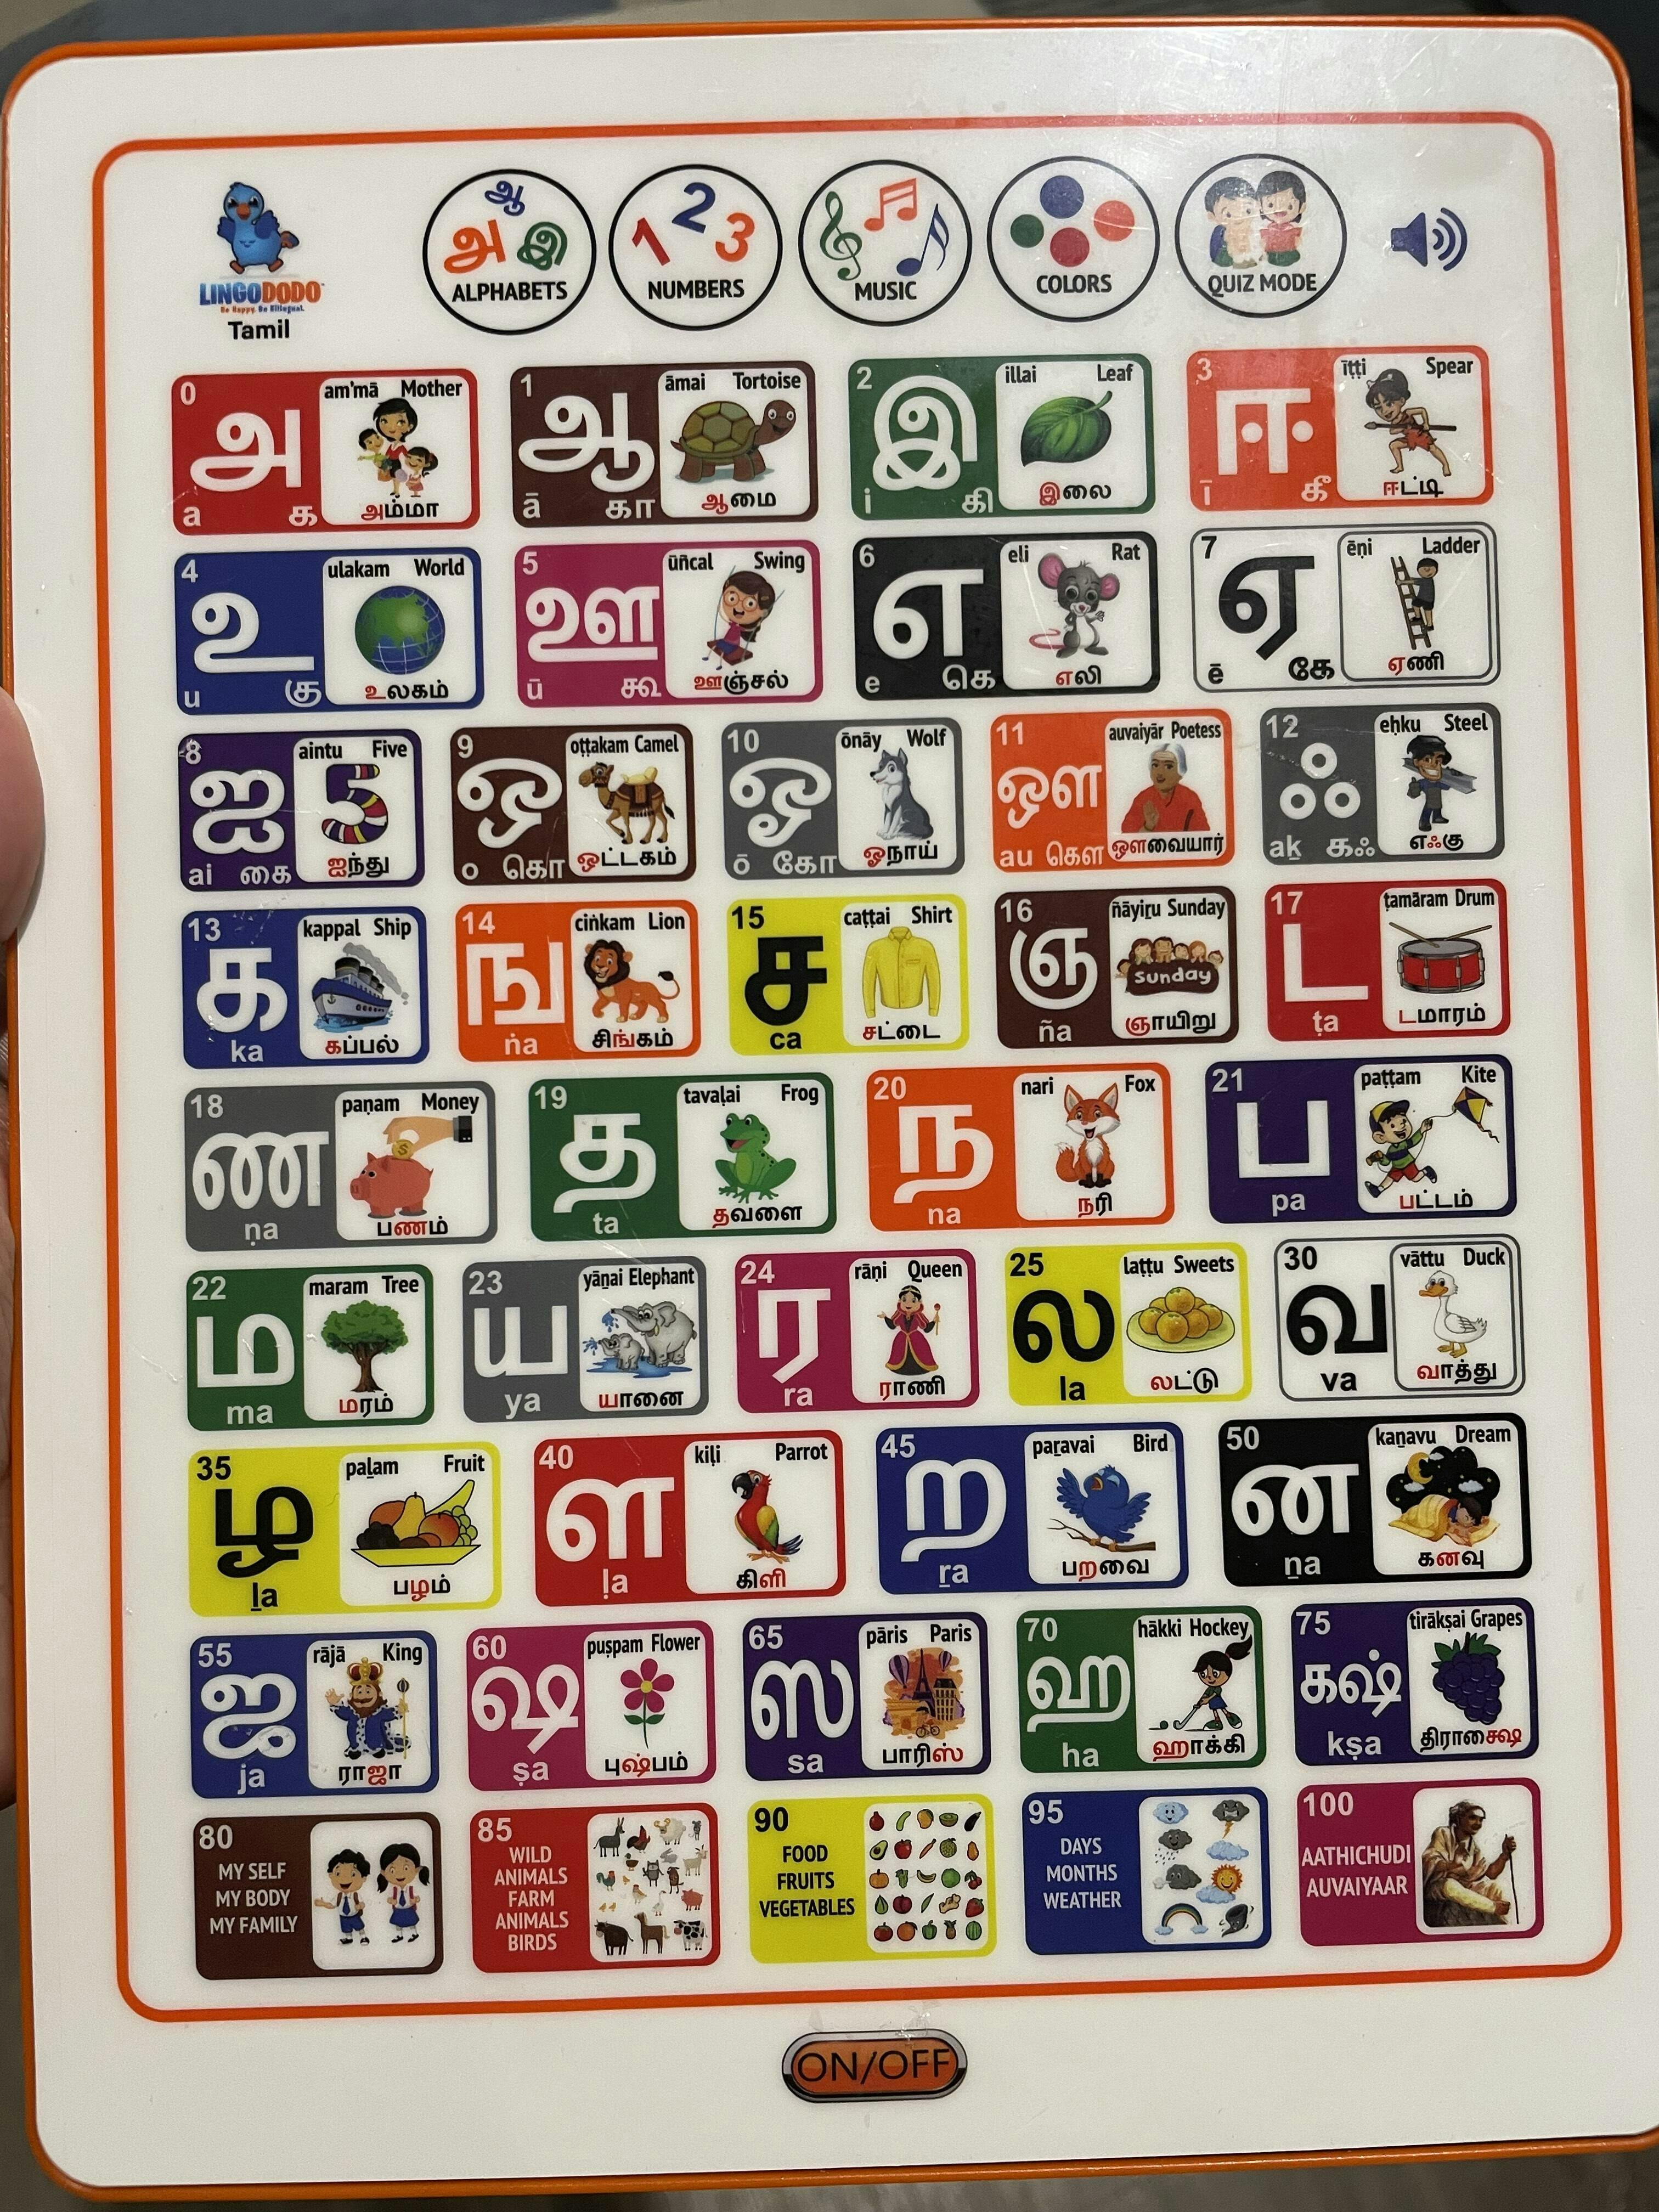 LINGODODO
Be Happy. Be Bilingual.
Tamil
ஆ அ இ
ALPHABETS
1 2 3
NUMBERS
MUSIC
COLORS
QUIZ MODE
0 am'mā Mother
அ
a க அம்மா
1 āmai Tortoise
ஆ
ā கா ஆமை
2 illai Leaf
இ
i கி இலை
3 īṭṭi Spear
ஈ
ī கீ ஈட்டி
4 ulakam World
உ
u கு உலகம்
5 ūñcal Swing
ஊ
ū கூ ஊஞ்சல்
6 eli Rat
எ
e கெ எலி
7 ēṇi Ladder
ஏ
ē கே ஏணி
8 aintu Five
ஐ 5
ai கை ஐந்து
9 oṭṭakam Camel
ஒ
o கொ ஒட்டகம்
10 ōnāy Wolf
ஓ
ō கோ ஓநாய்
11 auvaiyār Poetess
ஔ
au கௌ ஔவையார்
12 eḥku Steel
ஃ
aḵ கஃ எஃகு
13 kappal Ship
க
ka கப்பல்
14 ciṅkam Lion
ங
ṅa சிங்கம்
15 caṭṭai Shirt
ச
ca சட்டை
16 ñāyiṟu Sunday
ஞ Sunday
ña ஞாயிறு
17 ṭamāram Drum
ட
ṭa டமாரம்
18 paṇam Money
ண
ṇa பணம்
19 tavaḷai Frog
த
ta தவளை
20 nari Fox
ந
na நரி
21 paṭṭam Kite
ப
pa பட்டம்
22 maram Tree
ம
ma மரம்
23 yāṉai Elephant
ய
ya யானை
24 rāṇi Queen
ர
ra ராணி
25 laṭṭu Sweets
ல
la லட்டு
30 vāttu Duck
வ
va வாத்து
35 paḻam Fruit
ழ
ḻa பழம்
40 kiḷi Parrot
ள
ḷa கிளி
45 paṟavai Bird
ற
ṟa பறவை
50 kaṉavu Dream
ன
ṉa கனவு
55 rājā King
ஜ
ja ராஜா
60 puṣpam Flower
ஷ
ṣa புஷ்பம்
65 pāris Paris
ஸ
sa பாரிஸ்
70 hākki Hockey
ஹ
ha ஹாக்கி
75 tirākṣai Grapes
கஷ்
kṣa திராக்ஷை
80
MY SELF
MY BODY
MY FAMILY
85
WILD
ANIMALS
FARM
ANIMALS
BIRDS
90
FOOD
FRUITS
VEGETABLES
95
DAYS
MONTHS
WEATHER
100
AATHICHUDI
AUVAIYAAR
ON/OFF